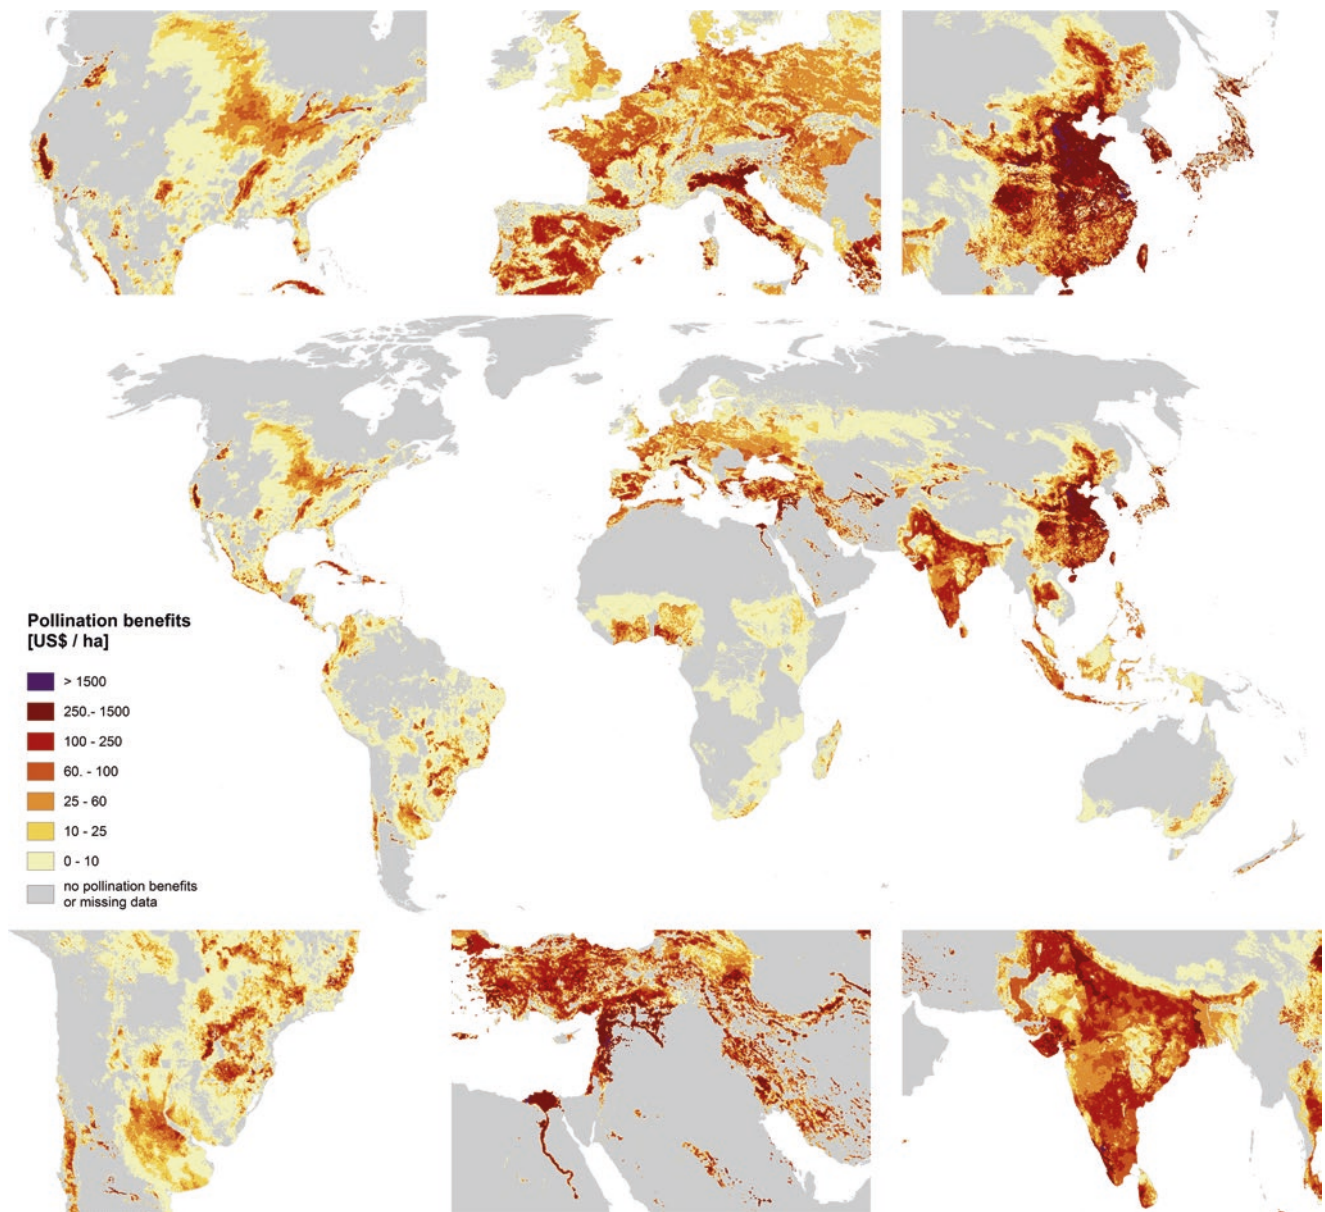 Pollination benefits
[US$ / ha]
> 1500
250.- 1500
100 - 250
60. - 100
25 - 60
10 - 25
0 - 10
no pollination benefits
or missing data